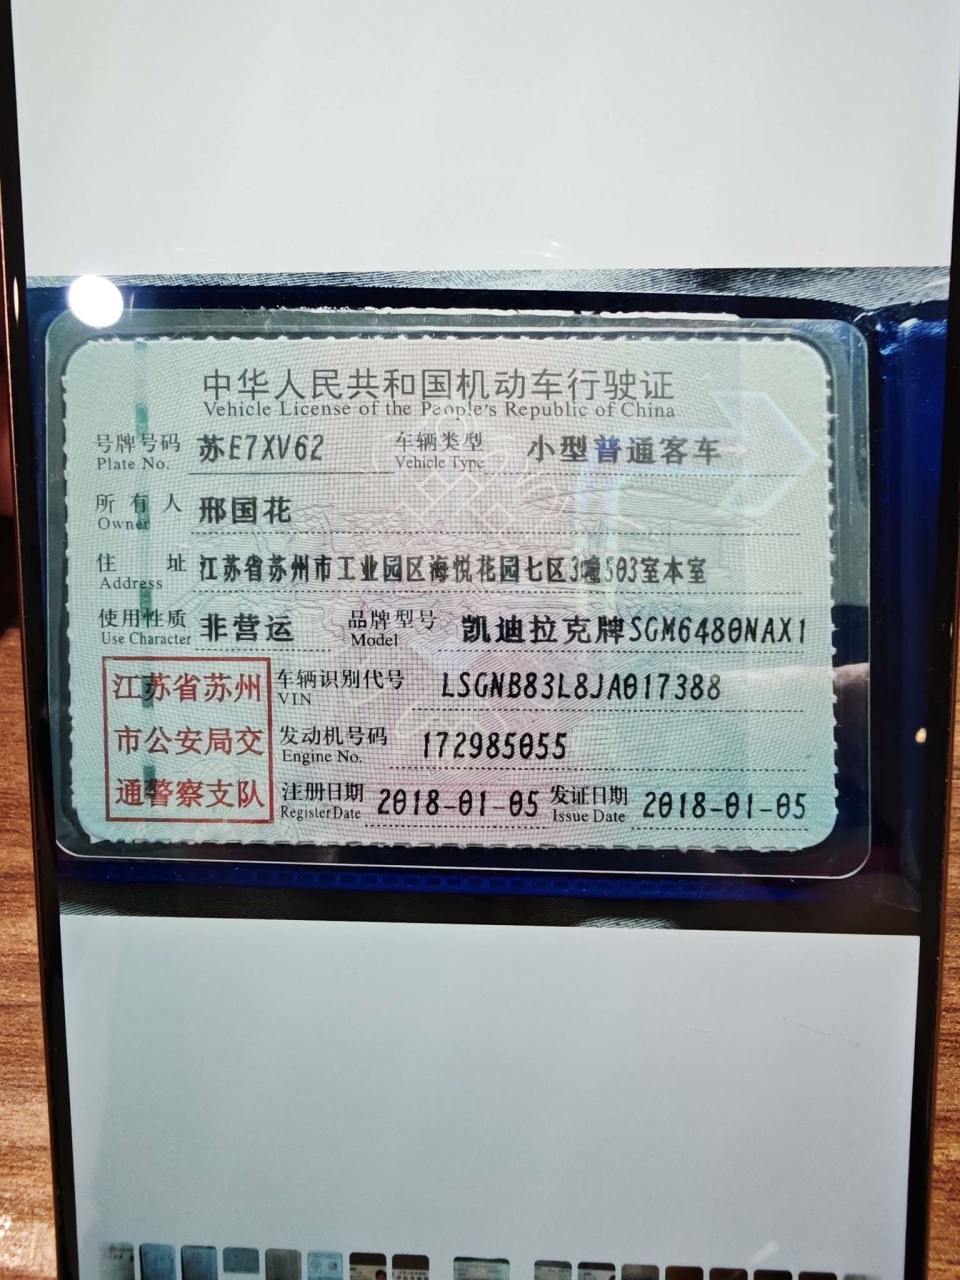 中华人民共和国机动车行驶证
Vehicle License of the People's Republic of China
号牌号码 苏E7XV62 车辆类型 小型普通客车
Plate No. Vehicle Type
所有人 邢国花
Owner
住址 江苏省苏州市工业园区海悦花园七区3幢503室本室
Address
使用性质 非营运 品牌型号 凯迪拉克牌SGM6480NAX1
Use Character Model
江苏省苏州
市公安局交
通警察支队
车辆识别代号 LSGNB83L8JA017388
VIN
发动机号码 172985055
Engine No.
注册日期 2018-01-05 发证日期 2018-01-05
Register Date Issue Date